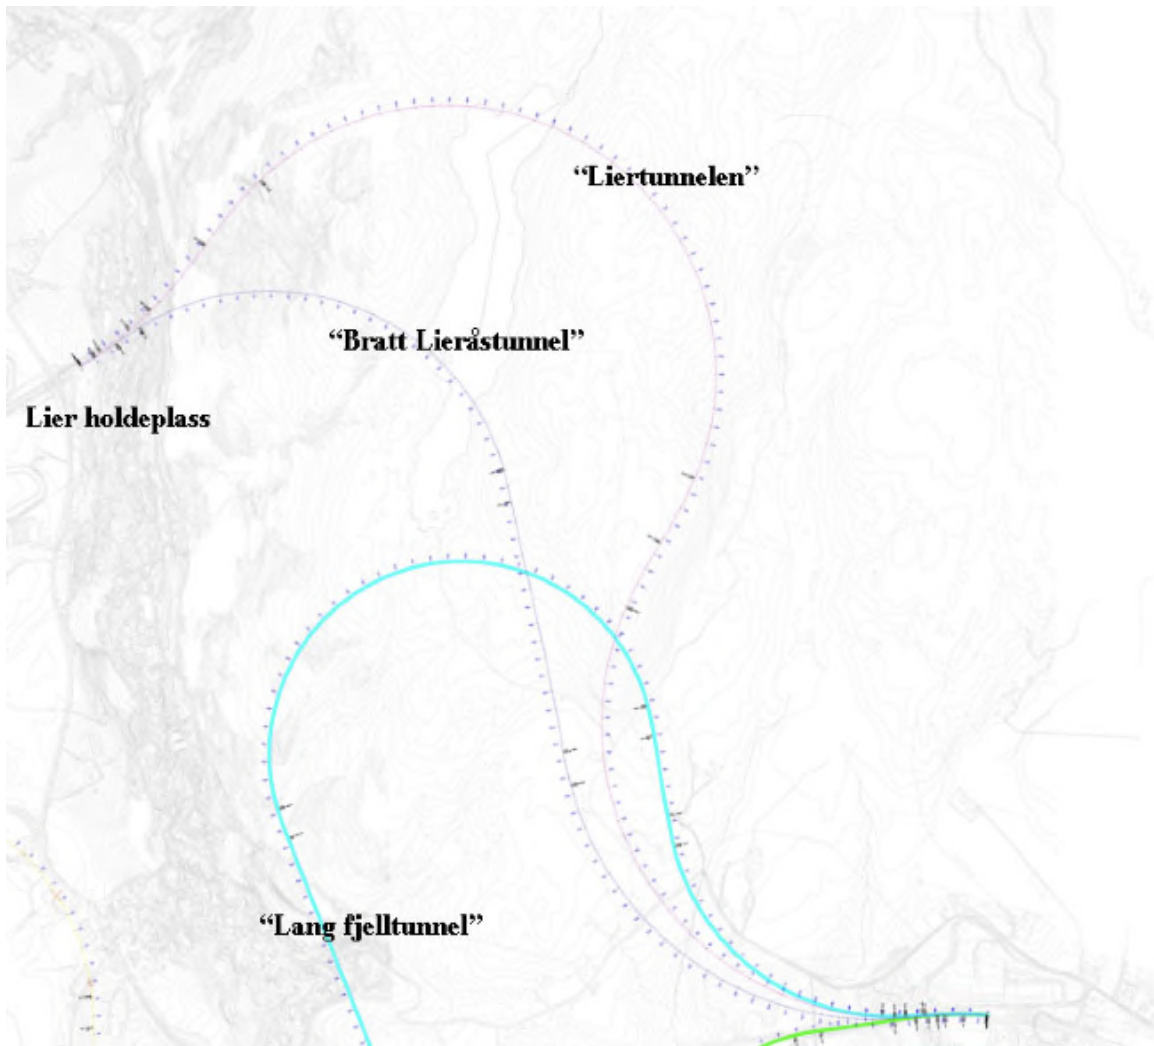 “Liertunnelen”
“Bratt Lieråstunnel”
Lier holdeplass
“Lang fjelltunnel”